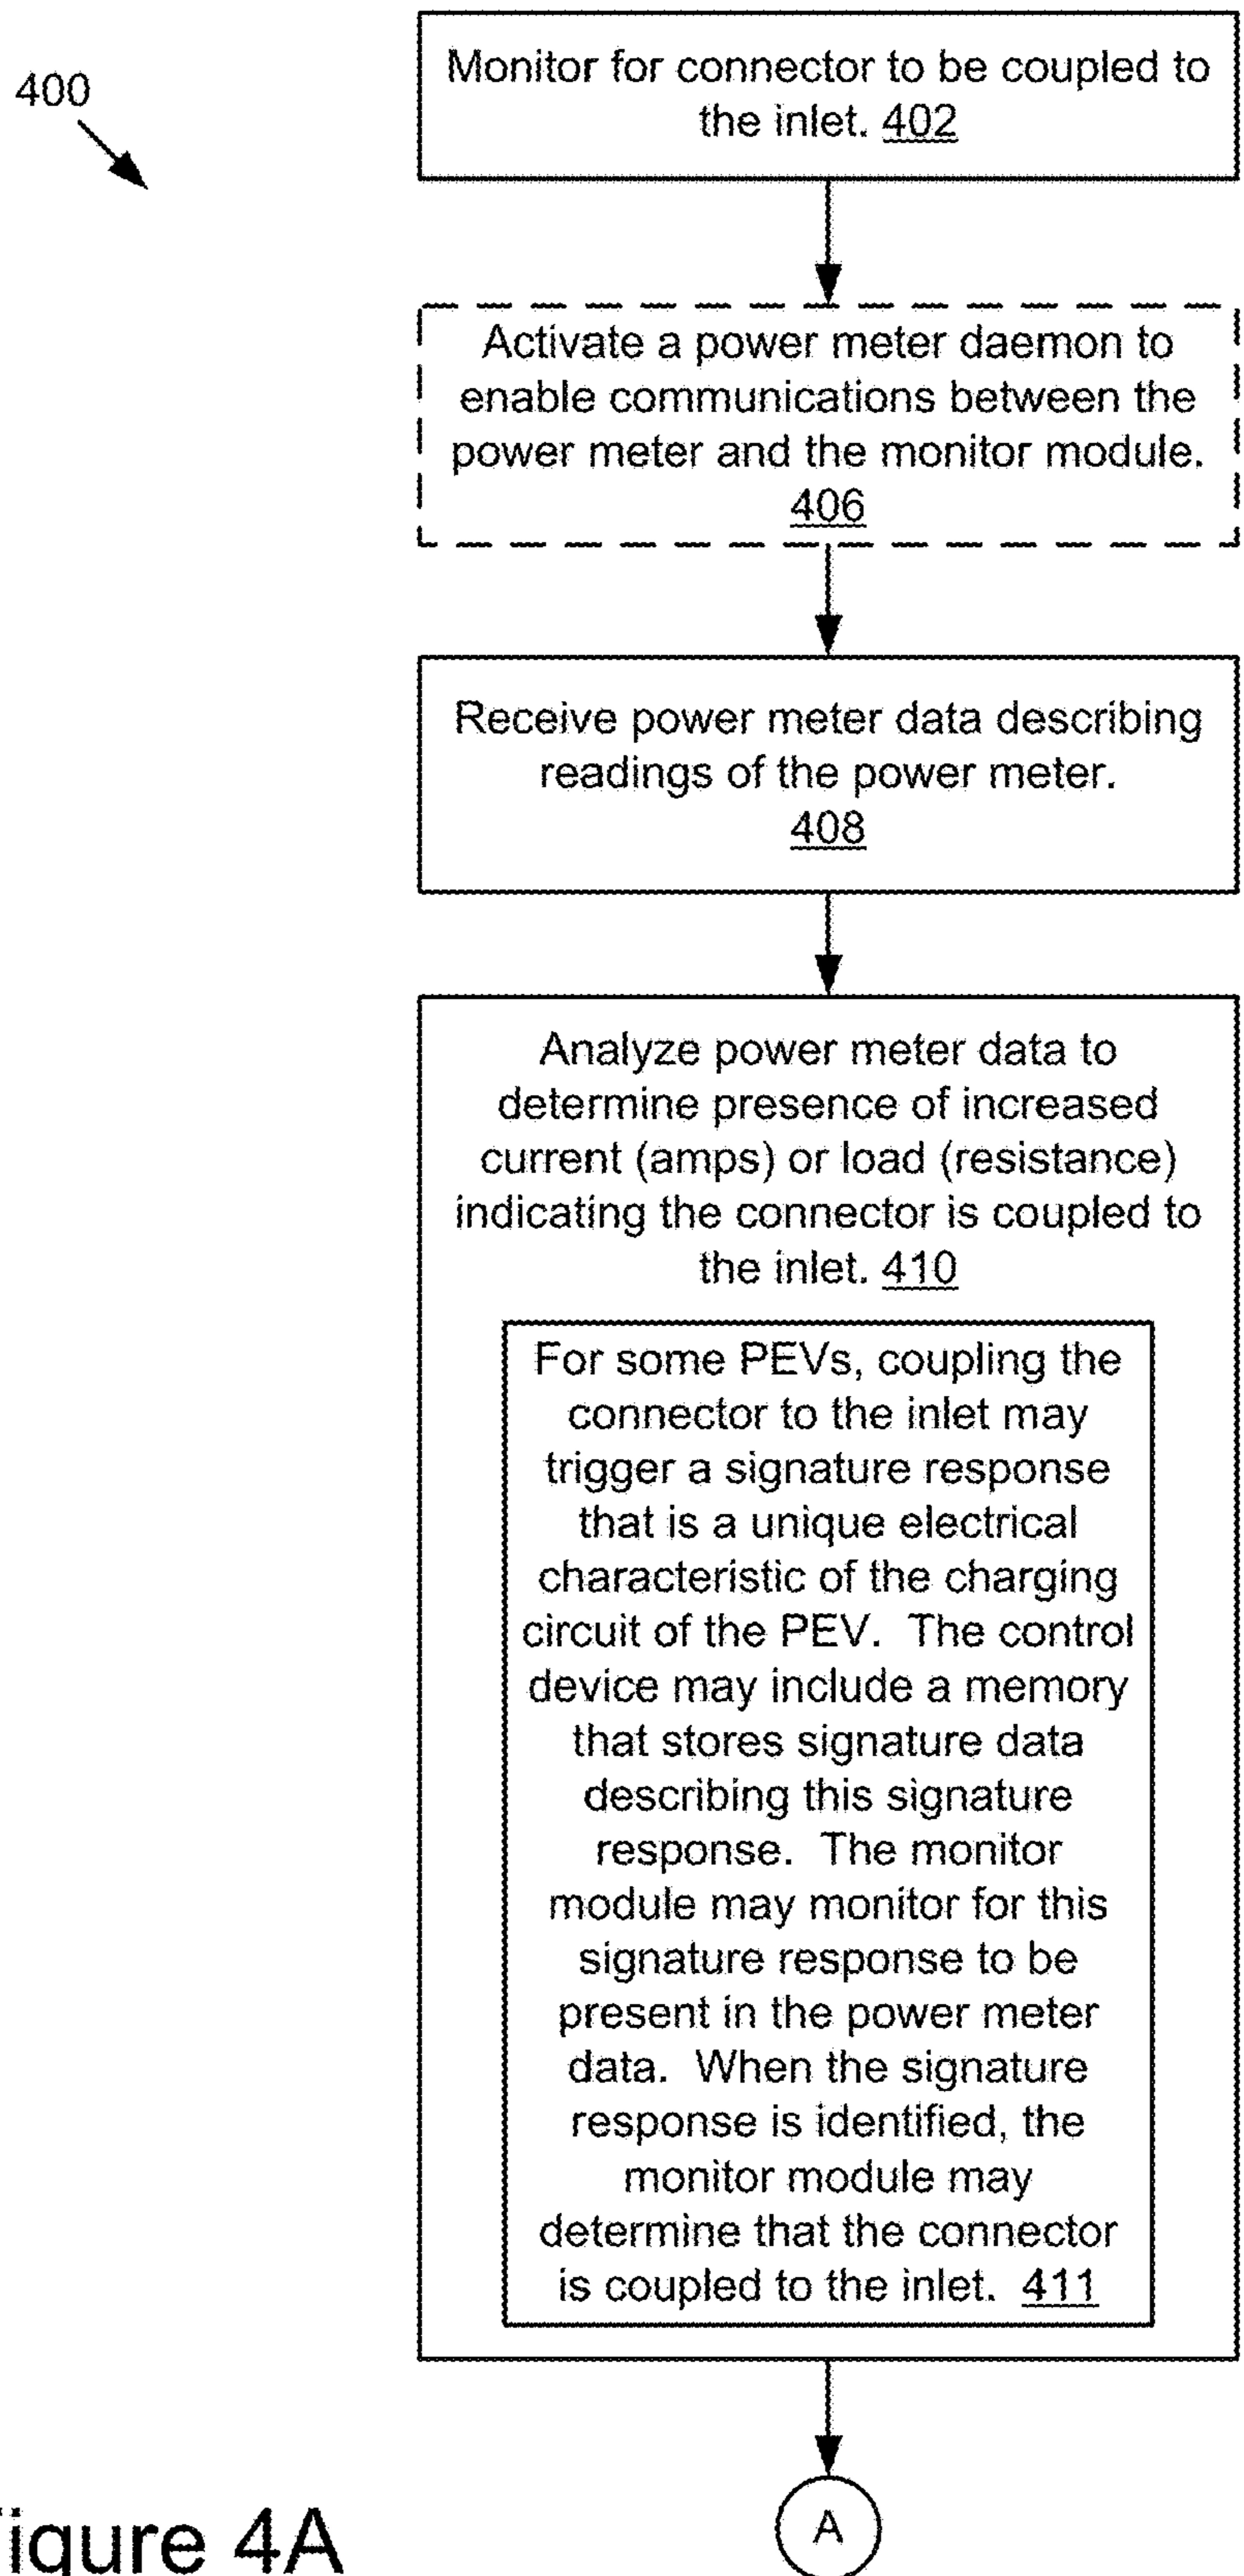 400
Monitor for connector to be coupled to
the inlet. 402
Activate a power meter daemon to
enable communications between the
power meter and the monitor module.
406
Receive power meter data describing
readings of the power meter.
408
Analyze power meter data to
determine presence of increased
current (amps) or load (resistance)
indicating the connector is coupled to
the inlet. 410
For some PEVs, coupling the
connector to the inlet may
trigger a signature response
that is a unique electrical
characteristic of the charging
circuit of the PEV. The control
device may include a memory
that stores signature data
describing this signature
response. The monitor
module may monitor for this
signature response to be
present in the power meter
data. When the signature
response is identified, the
monitor module may
determine that the connector
is coupled to the inlet. 411
A
igure 4A